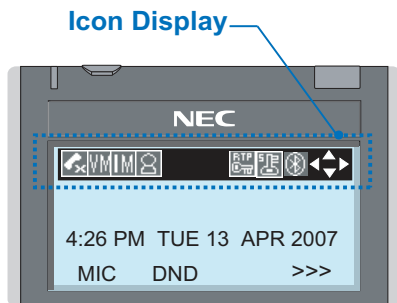 Icon Display
NEC
VM IM RTP
4:26 PM TUE 13 APR 2007
MIC DND >>>